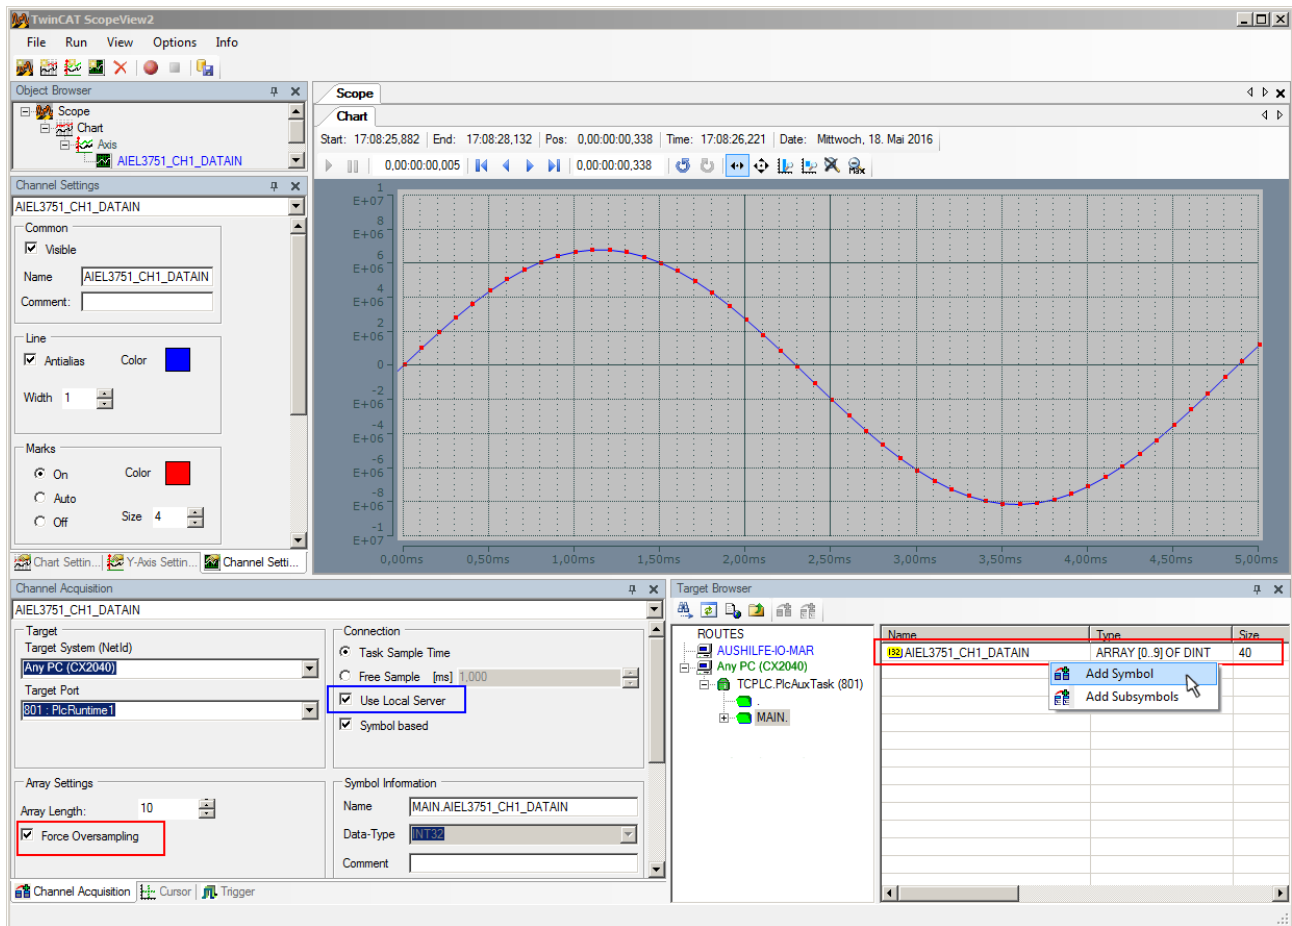 TwinCAT ScopeView2
File Run View Options Info
Object Browser
Scope
Chart
Axis
AIEL3751_CH1_DATAIN
Channel Settings
AIEL3751_CH1_DATAIN
Common
Visible
Name AIEL3751_CH1_DATAIN
Comment:
Line
Antialias Color
Width 1
Marks
On Color
Auto
Off Size 4
Chart Settin... Y-Axis Settin... Channel Setti...
Scope
Chart
Start: 17:08:25,882 End: 17:08:28,132 Pos: 0,00:00:00,338 Time: 17:08:26,221 Date: Mittwoch, 18. Mai 2016
0,00:00:00,005 0,00:00:00,338 Max
1
E+07
8
E+06
6
E+06
4
E+06
2
E+06
0
-2
E+06
-4
E+06
-6
E+06
-8
E+06
-1
E+07
0,00ms 0,50ms 1,00ms 1,50ms 2,00ms 2,50ms 3,00ms 3,50ms 4,00ms 4,50ms 5,00ms
Channel Acquisition
AIEL3751_CH1_DATAIN
Target
Target System (NetId)
Any PC (CX2040)
Target Port
801 : PlcRuntime1
Connection
Task Sample Time
Free Sample [ms] 1,000
Use Local Server
Symbol based
Array Settings
Array Length: 10
Force Oversampling
Symbol Information
Name MAIN.AIEL3751_CH1_DATAIN
Data-Type INT32
Comment
Channel Acquisition Cursor Trigger
Target Browser
ROUTES
AUSHILFE-IO-MAR
Any PC (CX2040)
TCPLC.PlcAuxTask (801)
.
MAIN.
Name Type Size
I32 AIEL3751_CH1_DATAIN ARRAY [0..9] OF DINT 40
Add Symbol
Add Subsymbols